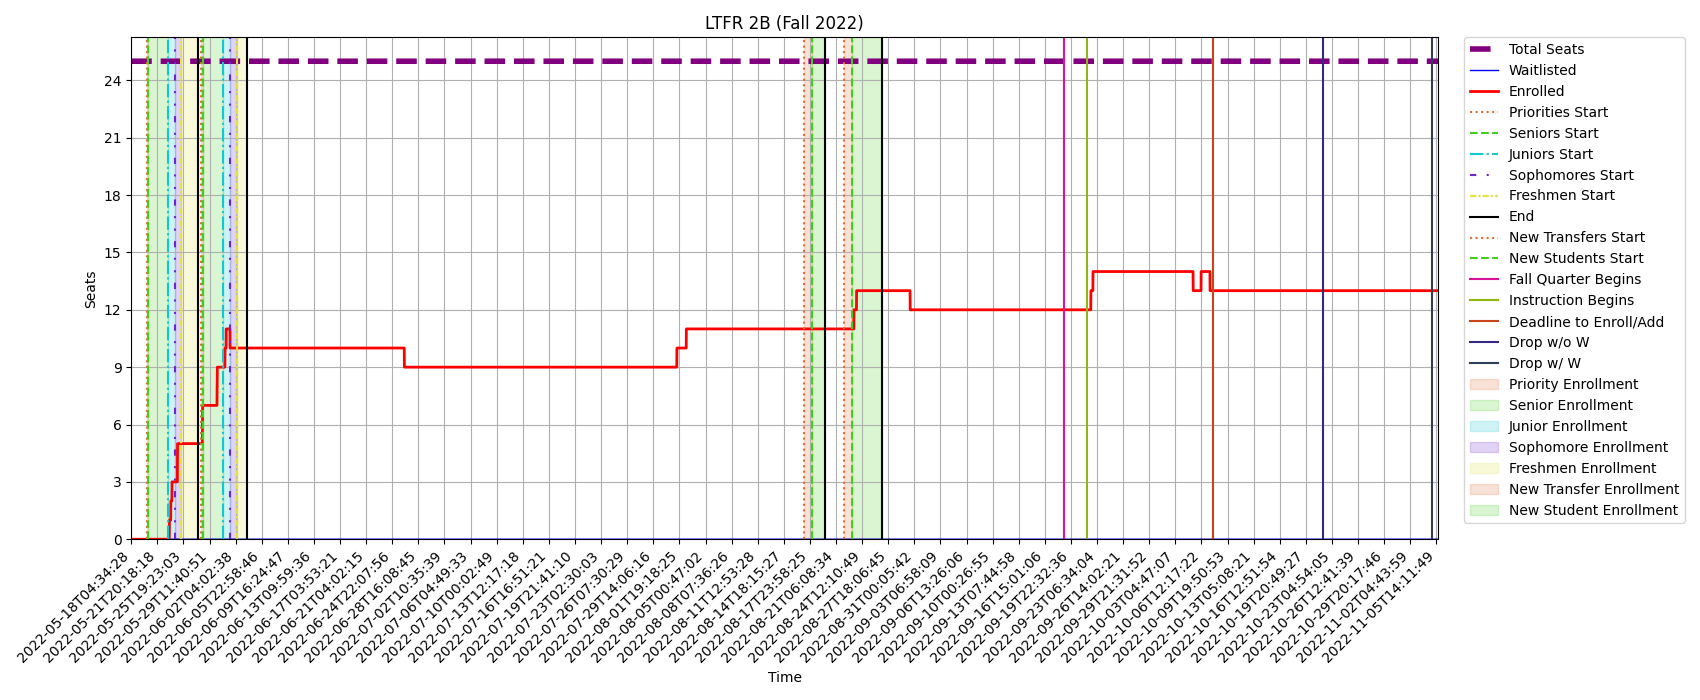 LTFR 2B (Fall 2022)
Seats
24
21
18
15
12
9
6
3
0
2022-05-18T04:34:28
2022-05-21T20:18:18
2022-05-25T19:23:03
2022-05-29T11:40:51
2022-06-02T04:02:38
2022-06-05T22:58:46
2022-06-09T16:24:47
2022-06-13T09:59:36
2022-06-17T03:53:21
2022-06-21T04:02:15
2022-06-24T22:07:56
2022-06-28T16:08:45
2022-07-02T10:35:39
2022-07-06T04:49:33
2022-07-10T00:02:49
2022-07-13T12:17:18
2022-07-16T16:51:21
2022-07-19T21:41:10
2022-07-23T02:30:03
2022-07-26T07:30:29
2022-07-29T14:06:16
2022-08-01T19:18:25
2022-08-05T00:47:02
2022-08-08T07:36:26
2022-08-11T12:53:28
2022-08-14T18:15:27
2022-08-17T23:58:25
2022-08-21T06:08:34
2022-08-24T12:10:49
2022-08-27T18:06:45
2022-08-31T00:05:42
2022-09-03T06:58:09
2022-09-06T13:26:06
2022-09-10T00:26:55
2022-09-13T07:44:58
2022-09-16T15:01:06
2022-09-19T22:32:36
2022-09-23T06:34:04
2022-09-26T14:02:21
2022-09-29T21:31:52
2022-10-03T04:47:07
2022-10-06T12:17:22
2022-10-09T19:50:53
2022-10-13T05:08:21
2022-10-16T12:51:54
2022-10-19T20:49:27
2022-10-23T04:54:05
2022-10-26T12:41:39
2022-10-29T20:17:46
2022-11-02T04:43:59
2022-11-05T14:11:49
Time
Total Seats
Waitlisted
Enrolled
Priorities Start
Seniors Start
Juniors Start
Sophomores Start
Freshmen Start
End
New Transfers Start
New Students Start
Fall Quarter Begins
Instruction Begins
Deadline to Enroll/Add
Drop w/o W
Drop w/ W
Priority Enrollment
Senior Enrollment
Junior Enrollment
Sophomore Enrollment
Freshmen Enrollment
New Transfer Enrollment
New Student Enrollment